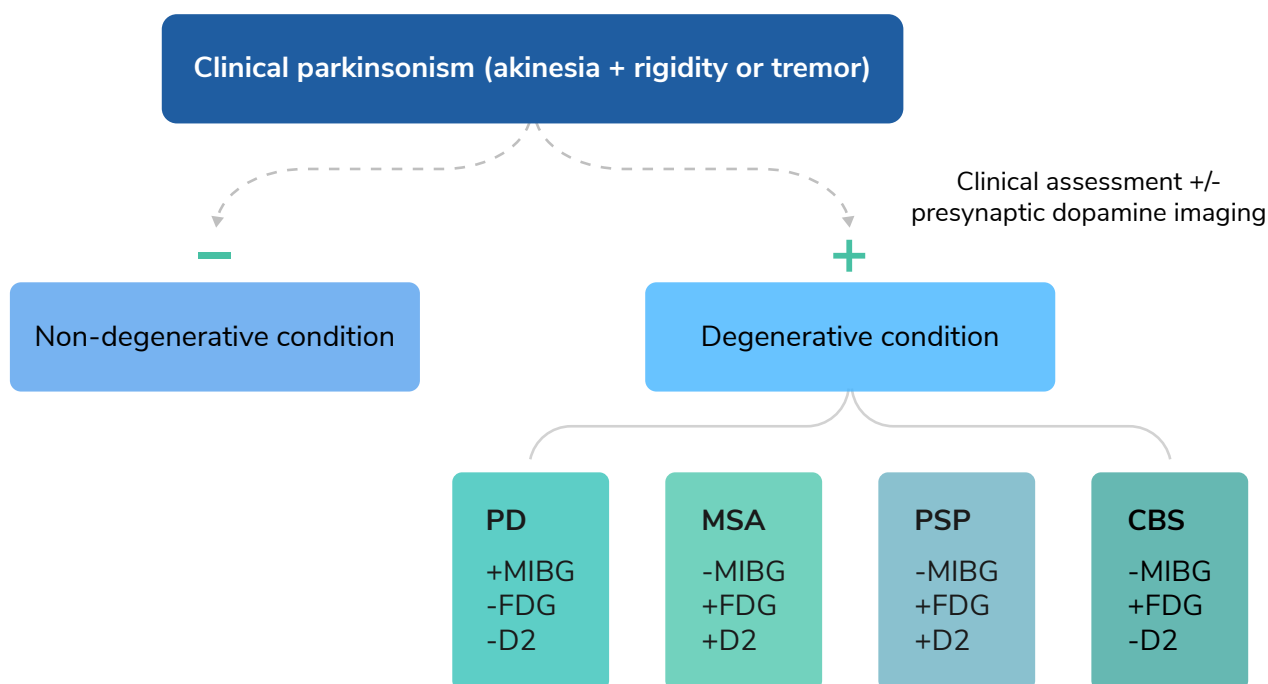 Clinical parkinsonism (akinesia + rigidity or tremor)
Clinical assessment +/-
presynaptic dopamine imaging
−
+
Non-degenerative condition
Degenerative condition
PD
+MIBG
-FDG
-D2
MSA
-MIBG
+FDG
+D2
PSP
-MIBG
+FDG
+D2
CBS
-MIBG
+FDG
-D2